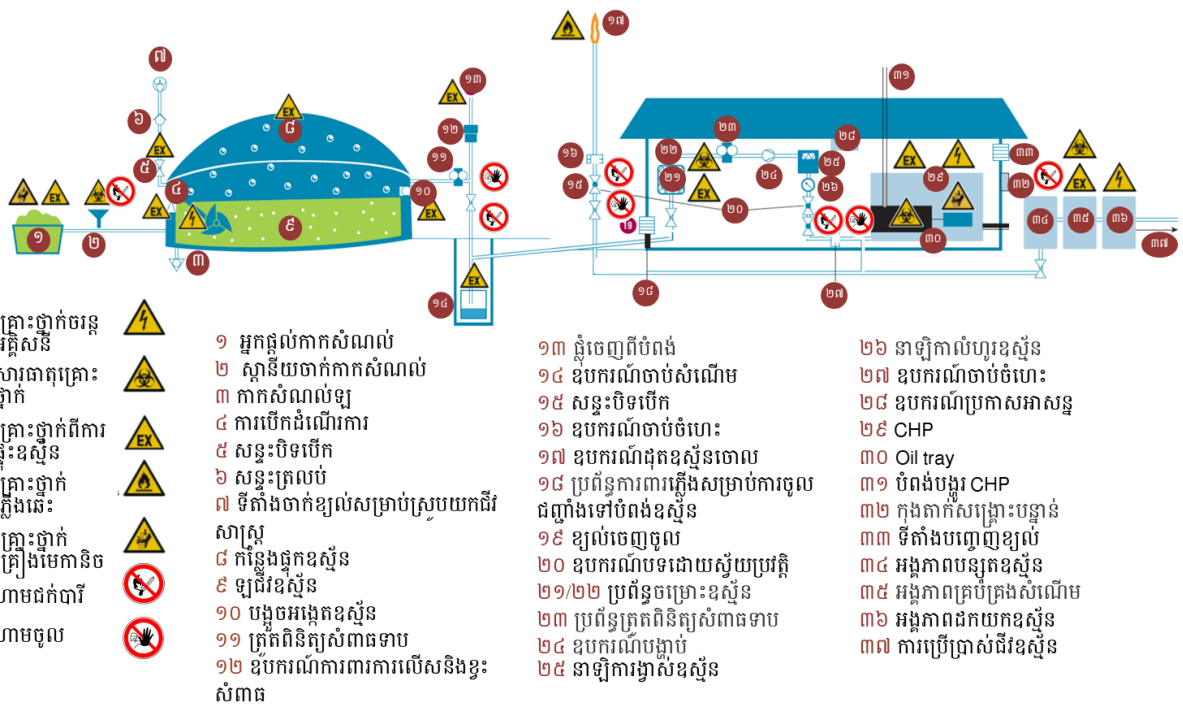 ១៧
៧
១៣
៣១
៦
៨
១២
២៣
២៨
៥
១១
១៦
២២
២៥
៣៣
២៤
២១
២៩
៤
១០
១៥
២៦
៣២
២០
១
២
៩
19
៣០
៣៤
៣៥
៣៦
៣៧
៣
១៤
១៨
២៧
EX
EX
EX
EX
EX
EX
EX
EX
EX
EX
គ្រោះថ្នាក់ចរន្ត
អគ្គិសនី
សារធាតុគ្រោះ
ថ្នាក់
គ្រោះថ្នាក់ពីការ
ផ្ទុះឧស្ម័ន
EX
គ្រោះថ្នាក់
ភ្លើងឆេះ
គ្រោះថ្នាក់
គ្រឿងមេកានិច
ហាមជក់បារី
ហាមចូល
១ អ្នកផ្តល់កាកសំណល់
២ ស្តានីយចាក់កាកសំណល់
៣ កាកសំណល់ឡ
៤ ការបើកដំណើរការ
៥ សន្ទះបិទបើក
៦ សន្ទះត្រលប់
៧ ទីតាំងចាក់ខ្យល់សម្រាប់ស្រូបយកជីវ
សាស្ត្រ
៨ កន្លែងផ្ទុកឧស្ម័ន
៩ ឡជីវឧស្ម័ន
១០ បង្អួចអង្កេតឧស្ម័ន
១១ ត្រួតពិនិត្យសំពាធទាប
១២ ឧបករណ៍ការពារការលើសនិងខ្វះ
សំពាធ
១៣ ផ្លុំចេញពីបំពង់
១៤ ឧបករណ៍ចាប់សំណើម
១៥ សន្ទះបិទបើក
១៦ ឧបករណ៍ចាប់ចំហេះ
១៧ ឧបករណ៍ដុតឧស្ម័នចោល
១៨ ប្រព័ន្ធការពារភ្លើងសម្រាប់ការចូល
ជញ្ជាំងទៅបំពង់ឧស្ម័ន
១៩ ខ្យល់ចេញចូល
២០ ឧបករណ៍បទដោយស្វ័យប្រវត្តិ
២១/២២ ប្រព័ន្ធចម្រោះឧស្ម័ន
២៣ ប្រព័ន្ធត្រួតពិនិត្យសំពាធទាប
២៤ ឧបករណ៍បង្ហាប់
២៥ នាឡិការង្វាស់ឧស្ម័ន
២៦ នាឡិកាលំហូរឧស្ម័ន
២៧ ឧបករណ៍ចាប់ចំហេះ
២៨ ឧបករណ៍ប្រកាសអាសន្ន
២៩ CHP
៣០ Oil tray
៣១ បំពង់បង្ហូរ CHP
៣២ កុងតាក់សង្គ្រោះបន្ទាន់
៣៣ ទីតាំងបញ្ចេញខ្យល់
៣៤ អង្គភាពបន្សុតឧស្ម័ន
៣៥ អង្គភាពគ្រប់គ្រងសំណើម
៣៦ អង្គភាពដកយកឧស្ម័ន
៣៧ ការប្រើប្រាស់ជីវឧស្ម័ន